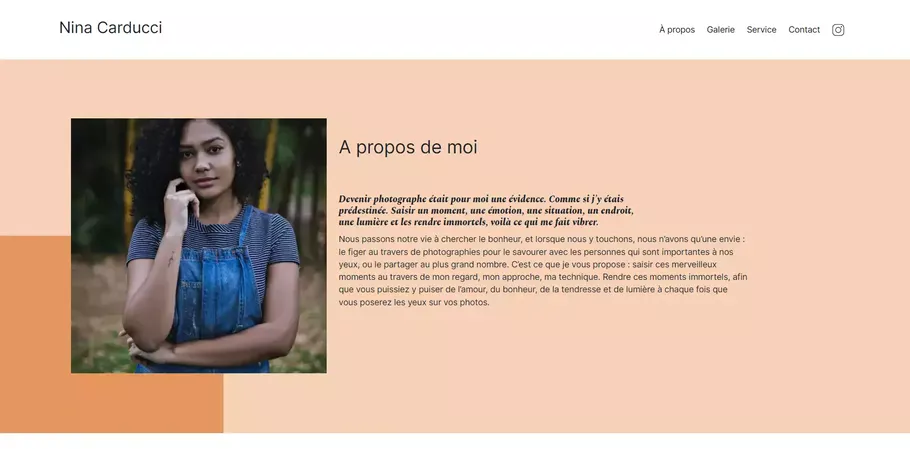 Nina Carducci
À propos
Galerie
Service
Contact
A propos de moi
Devenir photographe était pour moi une évidence. Comme si j'y étais
prédestinée. Saisir un moment, une émotion, une situation, un endroit,
une lumière et les rendre immortels, voilà ce qui me fait vibrer.
Nous passons notre vie à chercher le bonheur, et lorsque nous y touchons, nous n'avons qu'une envie :
le figer au travers de photographies pour le savourer avec les personnes qui sont importantes à nos
yeux, ou le partager au plus grand nombre. C'est ce que je vous propose : saisir ces merveilleux
moments au travers de mon regard, mon approche, ma technique. Rendre ces moments immortels, afin
que vous puissiez y puiser de l'amour, du bonheur, de la tendresse et de lumière à chaque fois que
vous poserez les yeux sur vos photos.